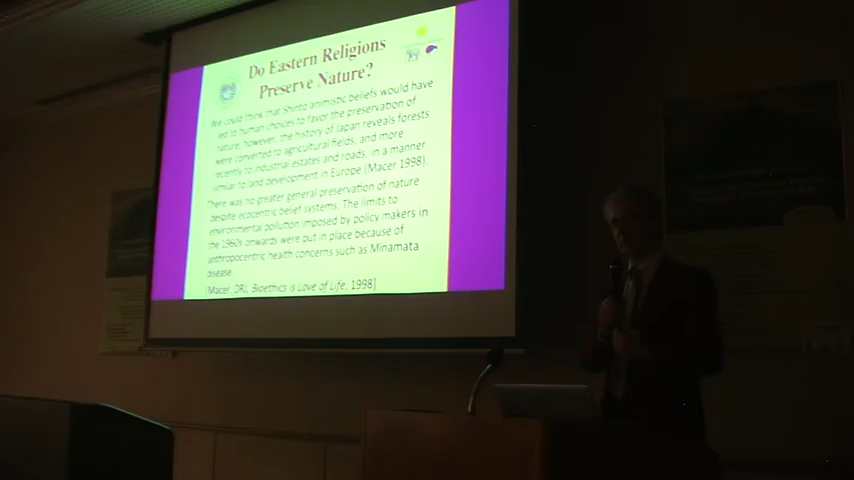 Do Eastern Religions
Preserve Nature?
We could think that Shinto animistic beliefs would have
led to human choices to favor the preservation of
nature, however, the history of Japan reveals forests
were converted to agricultural fields, and more
recently to industrial estates and roads, in a manner
similar to land development in Europe (Macer 1998).
There was no greater general preservation of nature
despite ecocentric belief systems. The limits to
environmental pollution imposed by policy makers in
the 1960s onwards were put in place because of
anthropocentric health concerns such as Minamata
disease.
[Macer, DRJ, Bioethics is Love of Life, 1998]